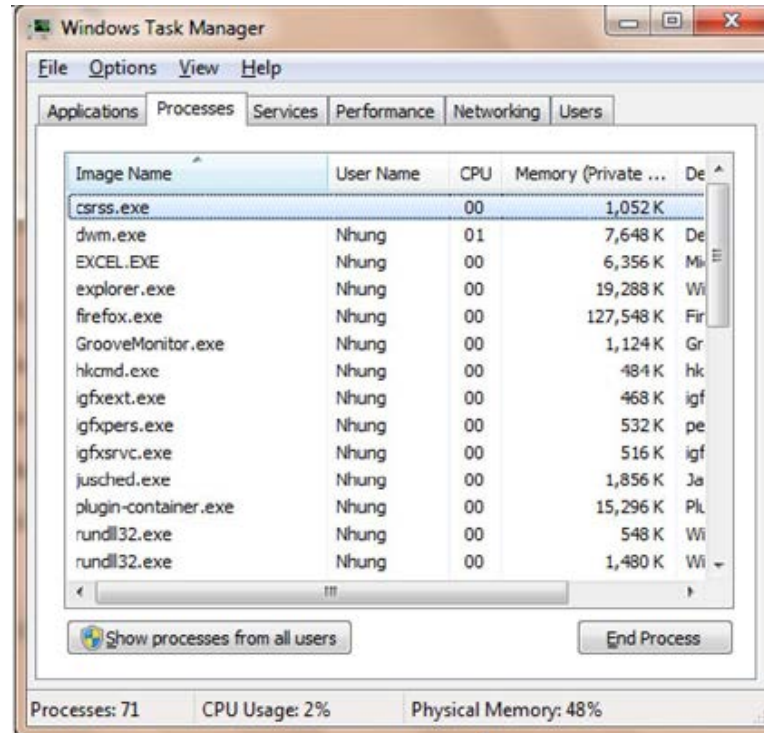 Windows Task Manager
File Options View Help
Applications Processes Services Performance Networking Users
Image Name User Name CPU Memory (Private ... De
csrss.exe 00 1,052 K
dwm.exe Nhung 01 7,648 K De
EXCEL.EXE Nhung 00 6,356 K Mi
explorer.exe Nhung 00 19,288 K Wi
firefox.exe Nhung 00 127,548 K Fir
GrooveMonitor.exe Nhung 00 1,124 K Gr
hkcmd.exe Nhung 00 484 K hk
igfxext.exe Nhung 00 468 K igf
igfxpers.exe Nhung 00 532 K pe
igfxsrvc.exe Nhung 00 516 K igf
jusched.exe Nhung 00 1,856 K Ja
plugin-container.exe Nhung 00 15,296 K Plu
rundll32.exe Nhung 00 548 K Wi
rundll32.exe Nhung 00 1,480 K Wi
Show processes from all users End Process
Processes: 71 CPU Usage: 2% Physical Memory: 48%